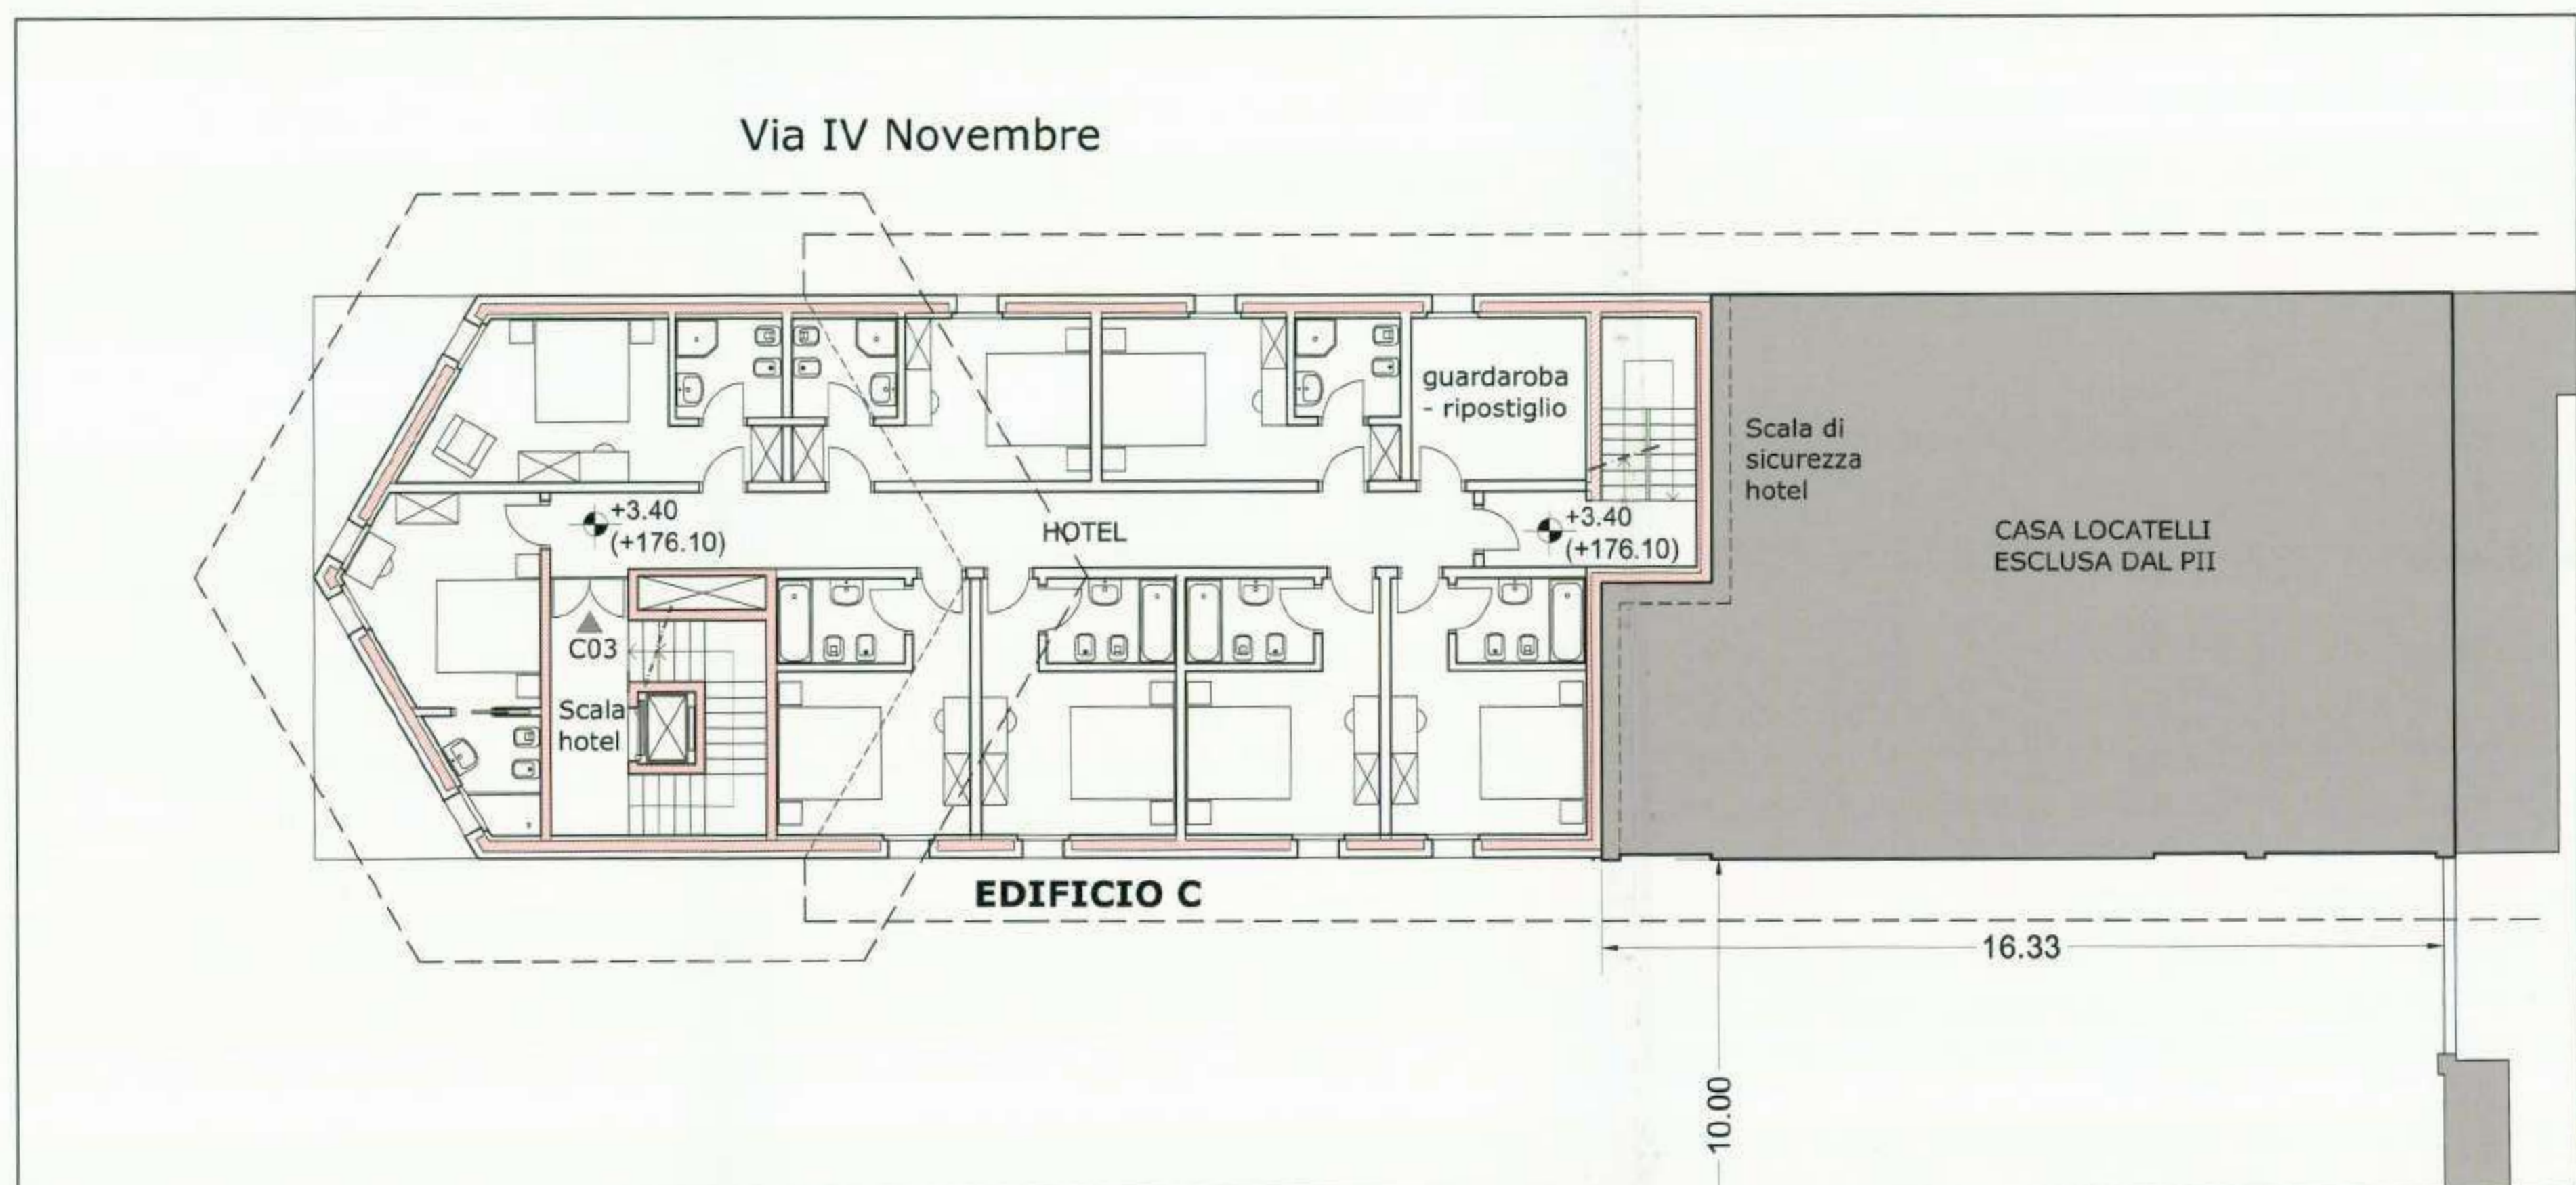 Via IV Novembre
guardaroba
- ripostiglio
Scala di
sicurezza
hotel
+3.40
(+176.10)
HOTEL
+3.40
(+176.10)
CASA LOCATELLI
ESCLUSA DAL PII
C03
Scala
hotel
EDIFICIO C
16.33
10.00